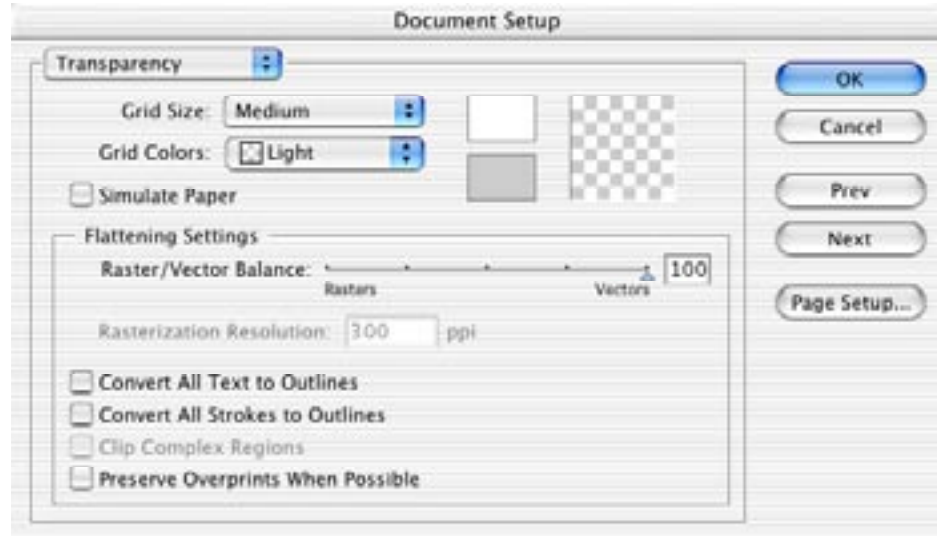 Document Setup
Transparency
OK
Grid Size: Medium
Cancel
Grid Colors: Light
Simulate Paper
Prev
Flattening Settings
Next
Raster/Vector Balance: 100
Rasters Vectors
Page Setup...
Rasterization Resolution: 300 ppi
Convert All Text to Outlines
Convert All Strokes to Outlines
Clip Complex Regions
Preserve Overprints When Possible